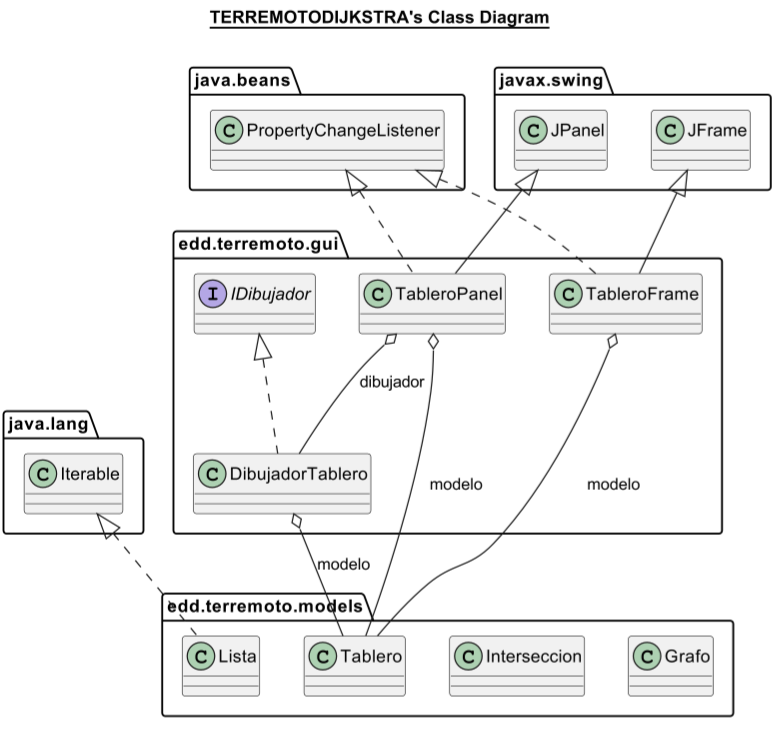 TERREMOTODIJKSTRA's Class Diagram
java.beans
javax.swing
C PropertyChangeListener
C JPanel
C JFrame
edd.terremoto.gui
I IDibujador
C TableroPanel
C TableroFrame
dibujador
java.lang
C Iterable
C DibujadorTablero
modelo
modelo
modelo
edd.terremoto.models
C Lista
C Tablero
C Interseccion
C Grafo